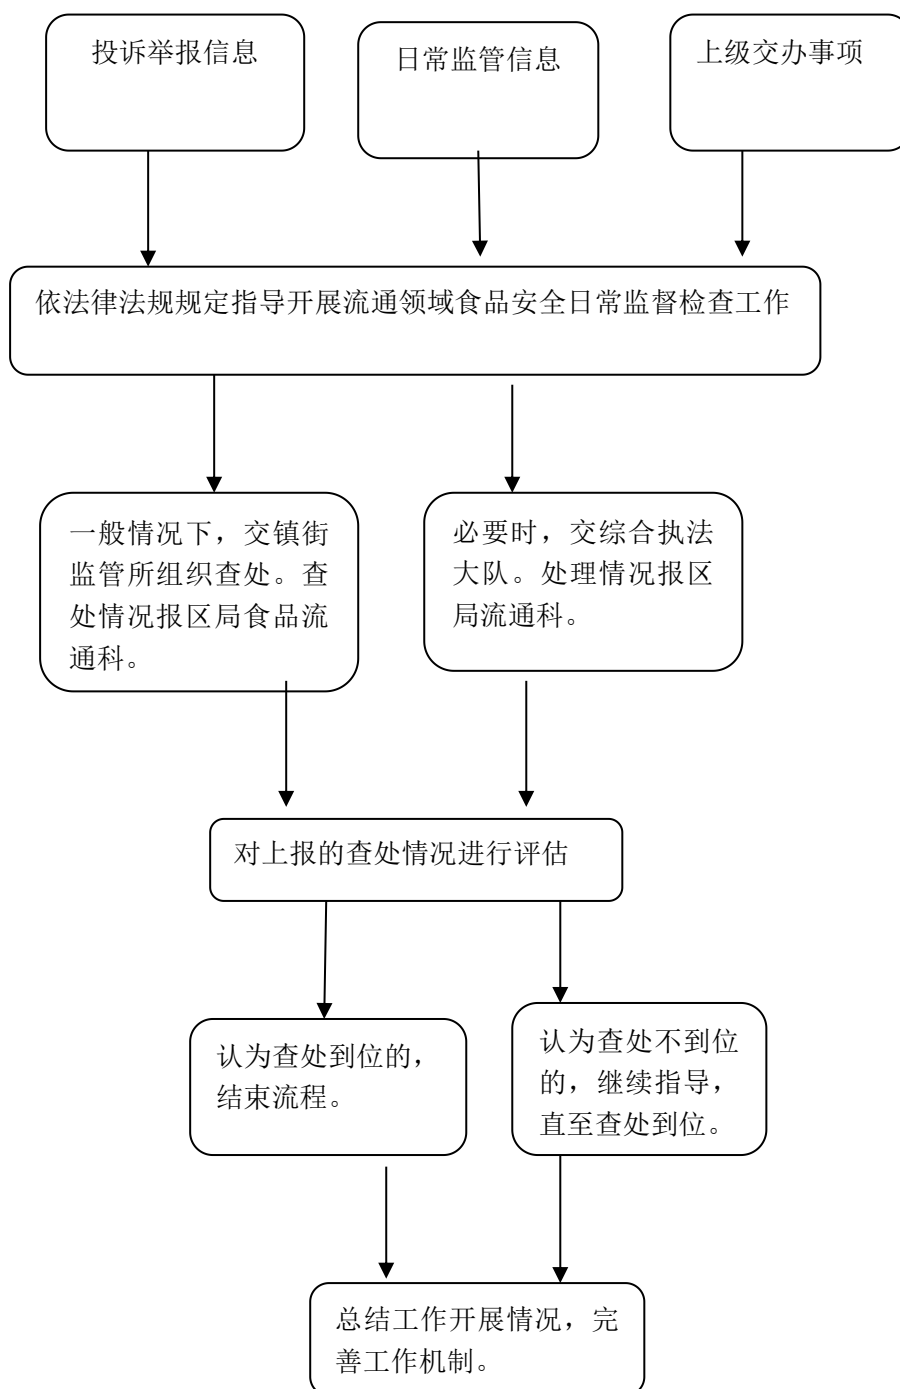 投诉举报信息
日常监管信息
上级交办事项
依法律法规规定指导开展流通领域食品安全日常监督检查工作
一般情况下，交镇街
监管所组织查处。查
处情况报区局食品流
通科。
必要时，交综合执法
大队。处理情况报区
局流通科。
对上报的查处情况进行评估
认为查处到位的，
结束流程。
认为查处不到位
的，继续指导，
直至查处到位。
总结工作开展情况，完
善工作机制。